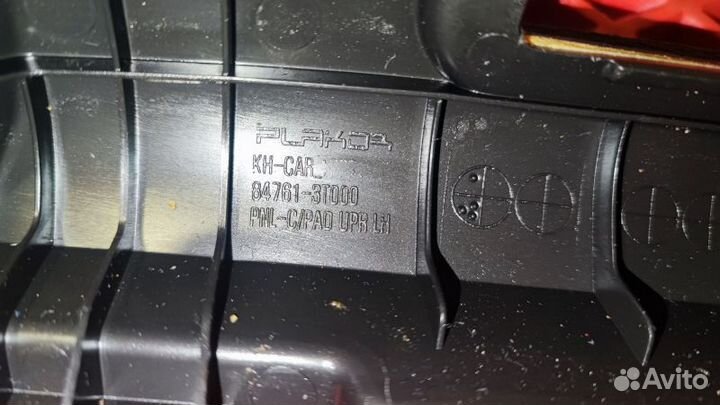 PLAKOR
KH-CAR
84761-3T000
PNL-C/PAD UPR LH
Avito